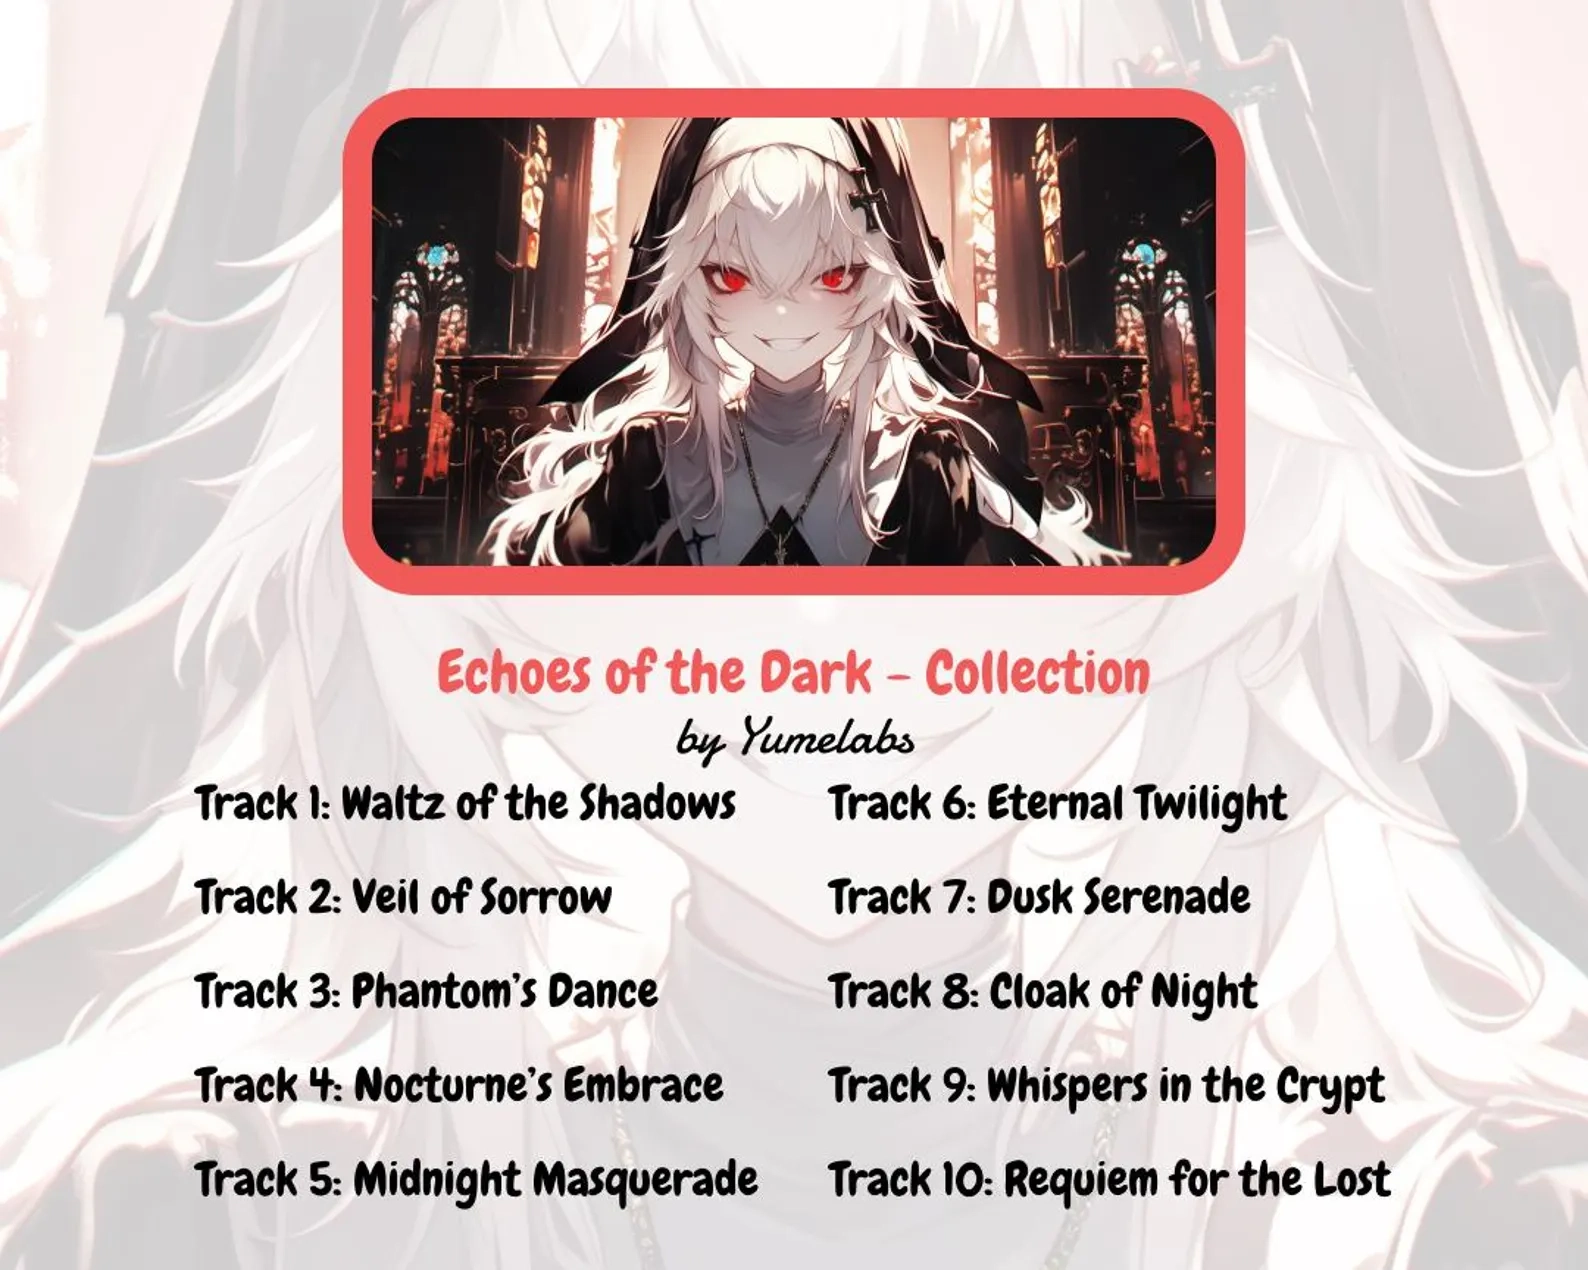 Echoes of the Dark - Collection
by Yumelabs
Track 1: Waltz of the Shadows
Track 2: Veil of Sorrow
Track 3: Phantom's Dance
Track 4: Nocturne's Embrace
Track 5: Midnight Masquerade
Track 6: Eternal Twilight
Track 7: Dusk Serenade
Track 8: Cloak of Night
Track 9: Whispers in the Crypt
Track 10: Requiem for the Lost